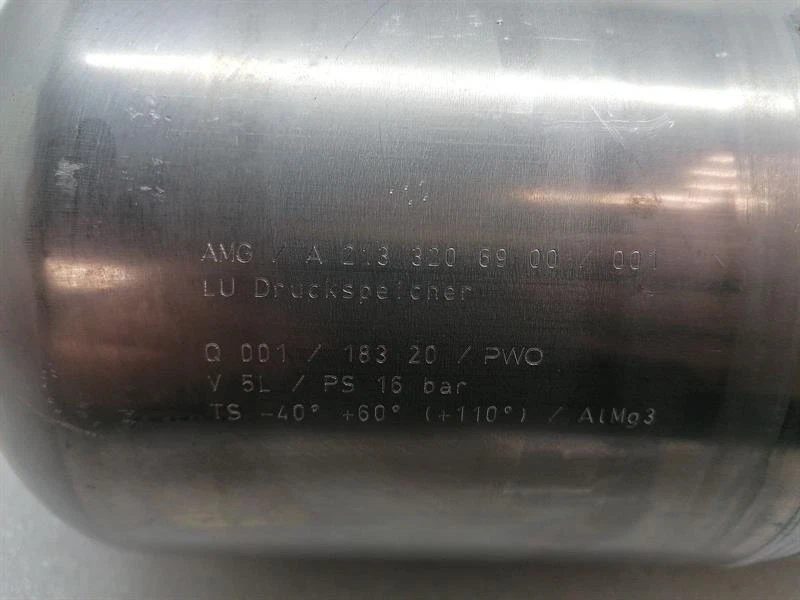 AMG / A 213 320 69 00 / 001
LU Druckspeicher
Q 001 / 183 20 / PWO
V 5L / PS 16 bar
TS -40° +60° (+110°) / AlMg3